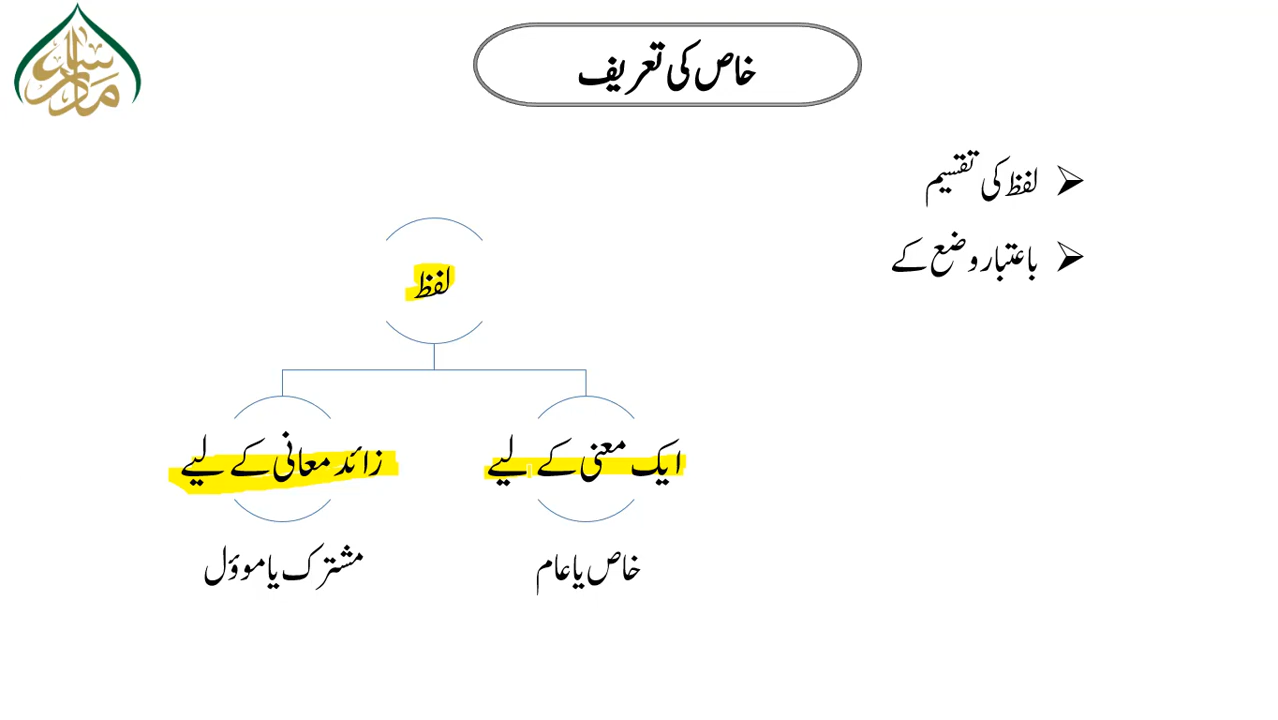 خاص کی تعریف
لفظ کی تقسیم
باعتبار وضع کے
لفظ
ایک معنی کے لیے
زائد معانی کے لیے
خاص یا عام
مشترک یا موؤل